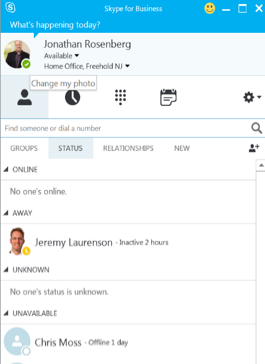 Skype for Business
What's happening today?
Jonathan Rosenberg
Available
Home Office, Freehold NJ
Change my photo
Find someone or dial a number
GROUPS STATUS RELATIONSHIPS NEW
ONLINE
No one's online.
AWAY
Jeremy Laurenson - Inactive 2 hours
UNKNOWN
No one's status is unknown.
UNAVAILABLE
Chris Moss - Offline 1 day